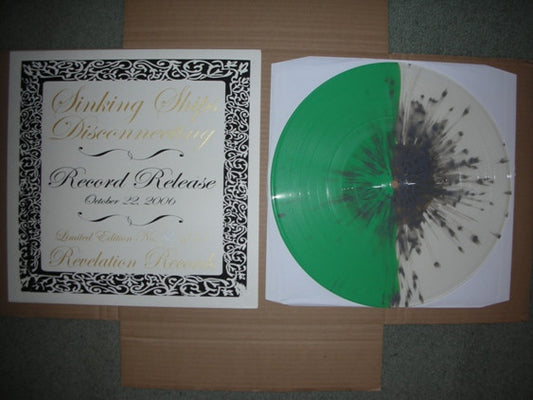 Sinking Ships
Disconnecting
Record Release
October 22, 2006
Limited Edition No.
Revelation Records